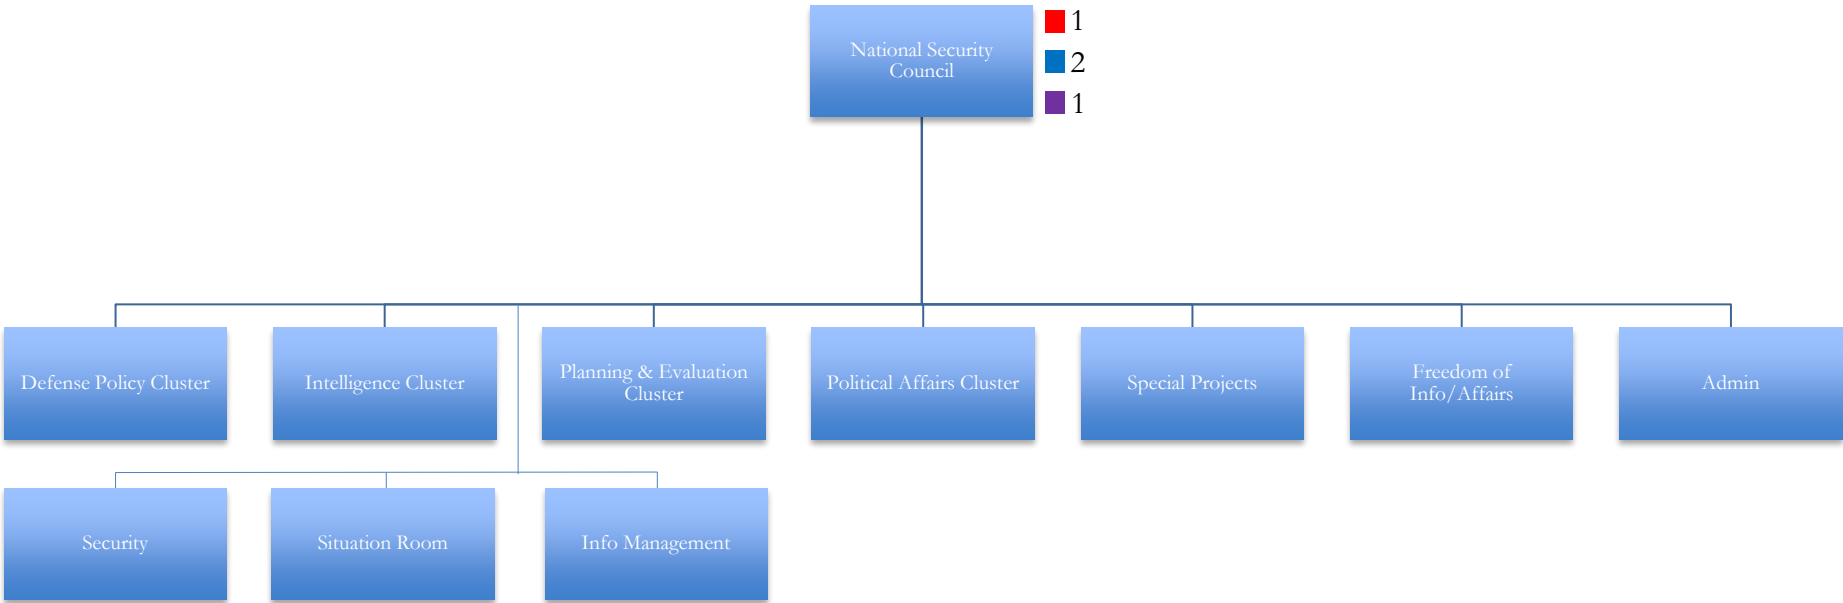 National Security
Council
1
2
1
Defense Policy Cluster
Intelligence Cluster
Planning & Evaluation
Cluster
Political Affairs Cluster
Special Projects
Freedom of
Info/Affairs
Admin
Security
Situation Room
Info Management